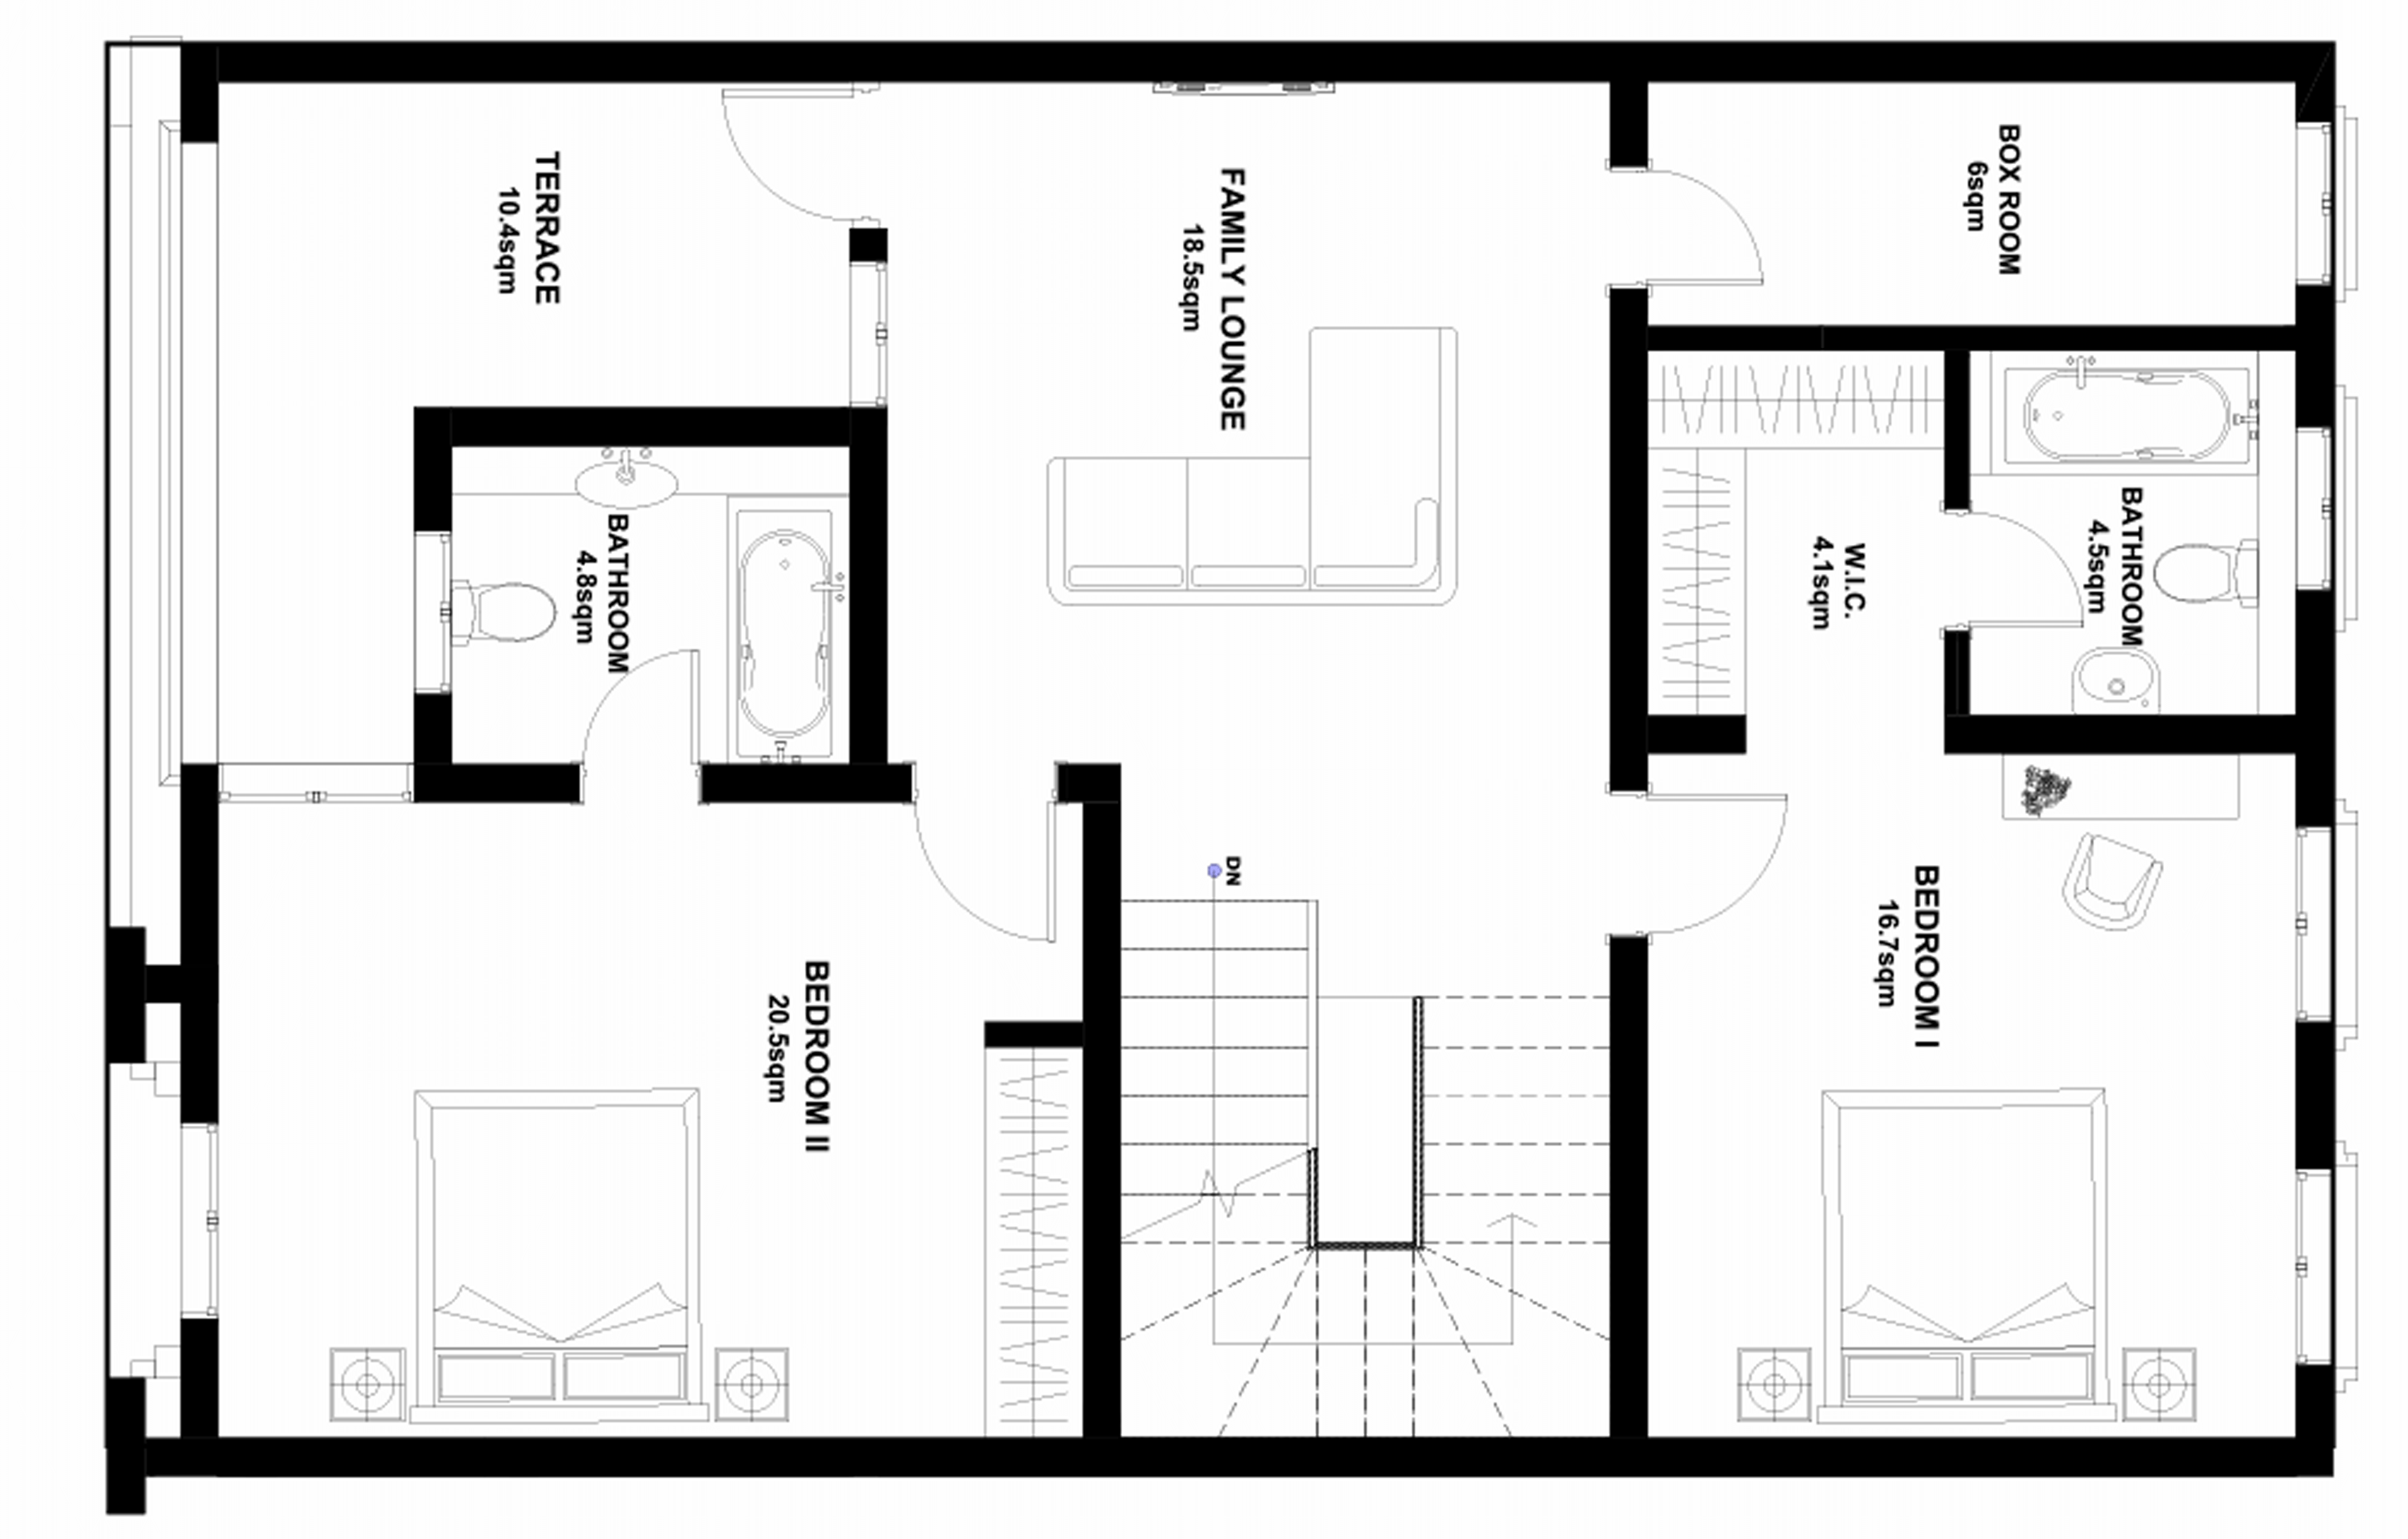 TERRACE
10.4sqm
FAMILY LOUNGE
18.5sqm
BOX ROOM
6sqm
BATHROOM
4.8sqm
W.I.C.
4.1sqm
BATHROOM
4.5sqm
DN
BEDROOM I
16.7sqm
BEDROOM II
20.5sqm